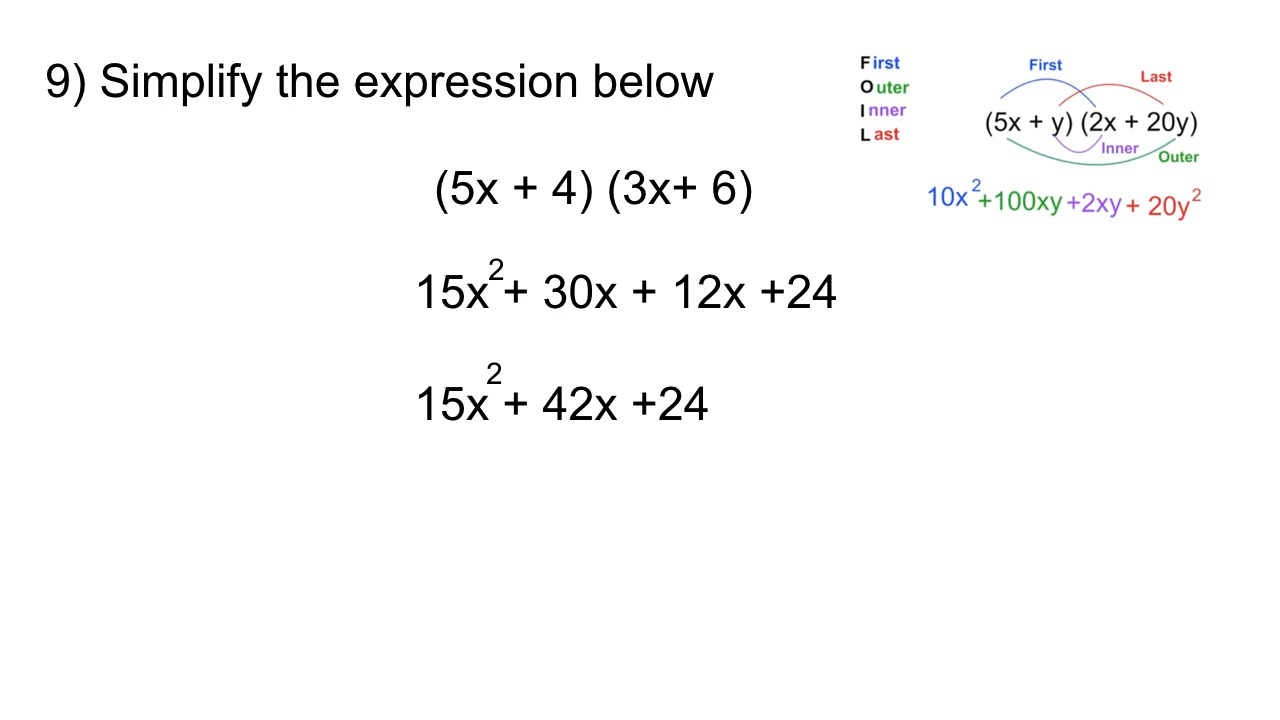 9) Simplify the expression below
(5x + 4) (3x+ 6)
15x²+ 30x + 12x +24
15x²+ 42x +24
First
Outer
Inner
Last
First
Last
(5x + y) (2x + 20y)
Inner
Outer
10x²+100xy+2xy+ 20y²